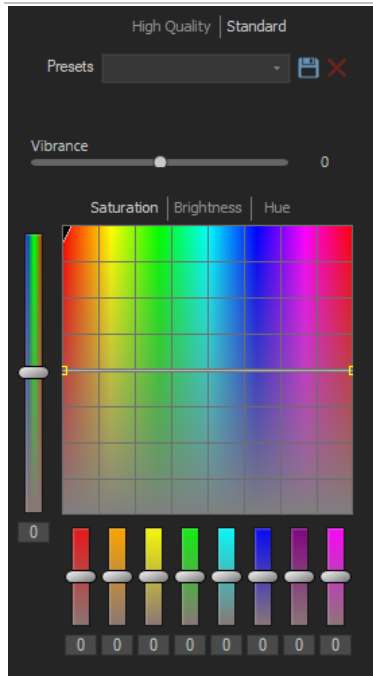 High Quality | Standard
Presets
Vibrance
0
Saturation | Brightness | Hue
0
0 0 0 0 0 0 0 0